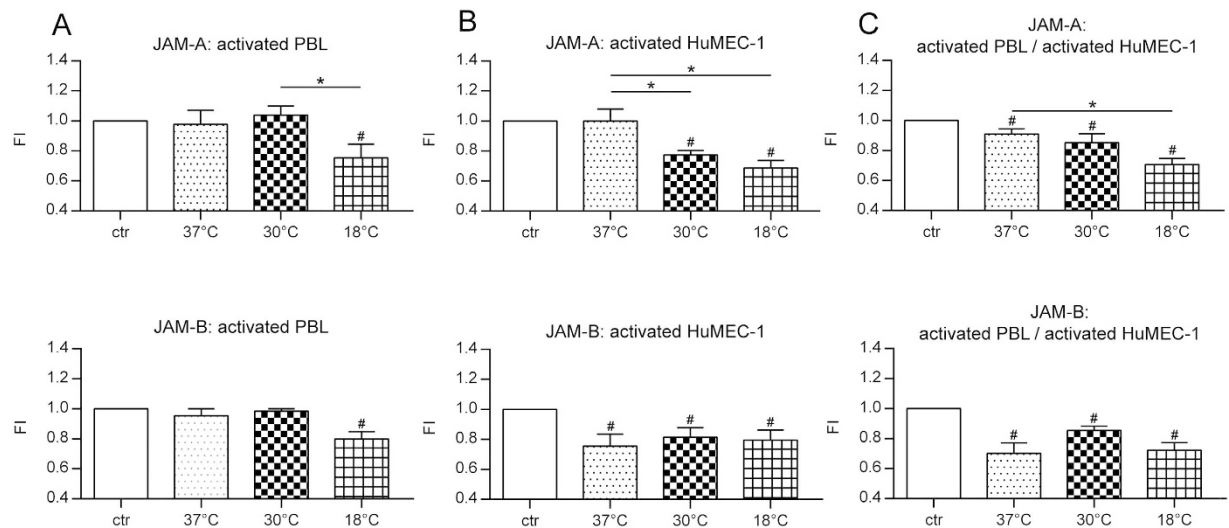 A
JAM-A: activated PBL
1.4
1.2
1.0
0.8
0.6
0.4
FI
*
#
ctr
37°C
30°C
18°C
B
JAM-A: activated HuMEC-1
1.4
1.2
1.0
0.8
0.6
0.4
FI
*
*
#
#
ctr
37°C
30°C
18°C
C
JAM-A:
activated PBL / activated HuMEC-1
1.4
1.2
1.0
0.8
0.6
0.4
FI
*
#
#
#
ctr
37°C
30°C
18°C
JAM-B: activated PBL
1.4
1.2
1.0
0.8
0.6
0.4
FI
#
ctr
37°C
30°C
18°C
JAM-B: activated HuMEC-1
1.4
1.2
1.0
0.8
0.6
0.4
FI
#
#
#
ctr
37°C
30°C
18°C
JAM-B:
activated PBL / activated HuMEC-1
1.4
1.2
1.0
0.8
0.6
0.4
FI
#
#
#
ctr
37°C
30°C
18°C